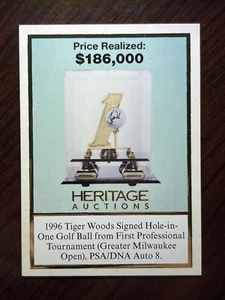 Price Realized:
$186,000
HERITAGE
AUCTIONS
1996 Tiger Woods Signed Hole-in-
One Golf Ball from First Professional
Tournament (Greater Milwaukee
Open), PSA/DNA Auto 8.